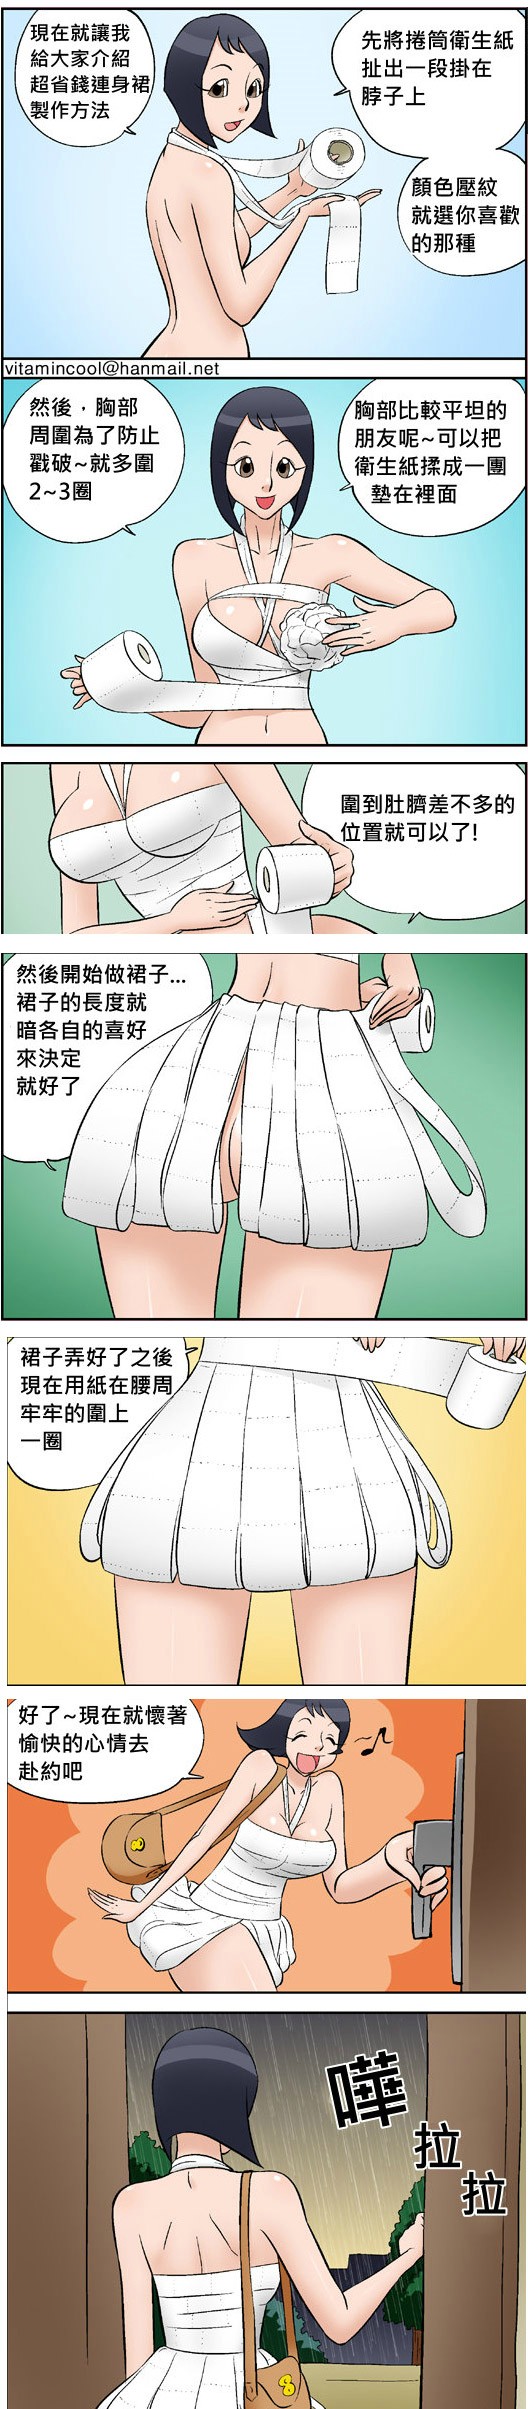 現在就讓我
給大家介紹
超省錢連身裙
製作方法
先將捲筒衛生紙
扯出一段掛在
脖子上
顏色壓紋
就選你喜歡
的那種
vitamincool@hanmail.net
然後，胸部
周圍為了防止
戳破~就多圍
2~3圈
胸部比較平坦的
朋友呢~可以把
衛生紙揉成一團
墊在裡面
圍到肚臍差不多的
位置就可以了!
然後開始做裙子...
裙子的長度就
暗各自的喜好
來決定
就好了
裙子弄好了之後
現在用紙在腰周
牢牢的圍上
一圈
好了~現在就懷著
愉快的心情去
赴約吧
8
嘩
拉
拉
8